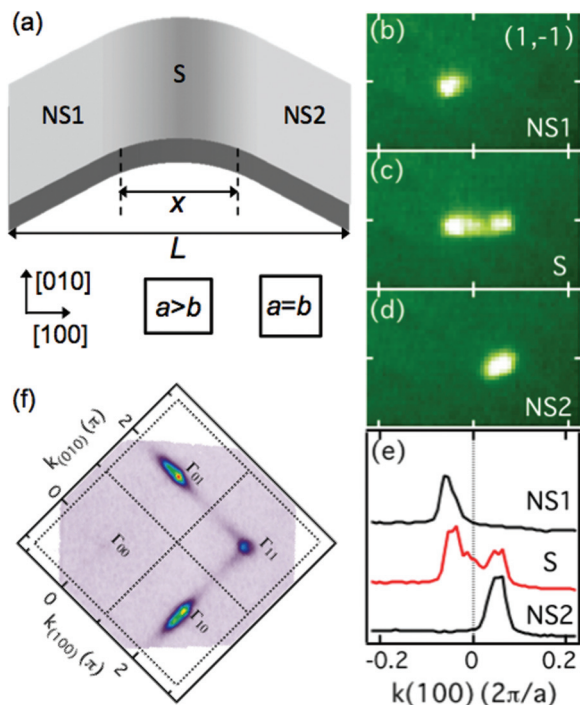 (a)
S
NS1
NS2
x
L
[010]
[100]
a>b
a=b
(b)
(1,-1)
NS1
(c)
S
(d)
NS2
(e)
NS1
S
NS2
-0.2
0
0.2
k(100) (2π/a)
(f)
k(010) (π)
2
0
Γ01
Γ00
Γ11
Γ10
0
2
k(100) (π)